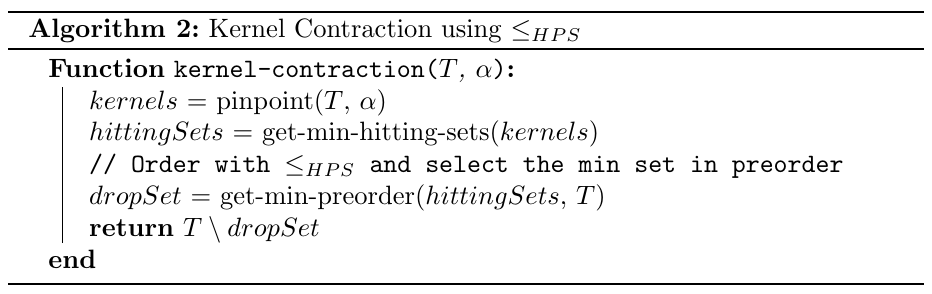 Algorithm 2: Kernel Contraction using ≤HPS
Function kernel-contraction(T, α):
kernels = pinpoint(T, α)
hittingSets = get-min-hitting-sets(kernels)
// Order with ≤HPS and select the min set in preorder
dropSet = get-min-preorder(hittingSets, T)
return T \ dropSet
end